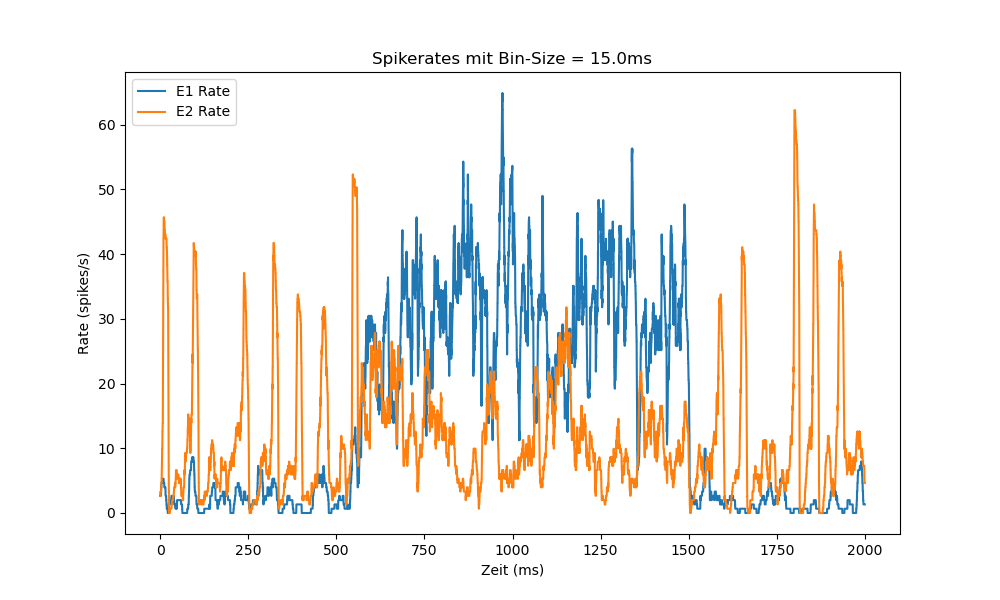 Spikerates mit Bin-Size = 15.0ms
E1 Rate
E2 Rate
Rate (spikes/s)
60
50
40
30
20
10
0
0 250 500 750 1000 1250 1500 1750 2000
Zeit (ms)